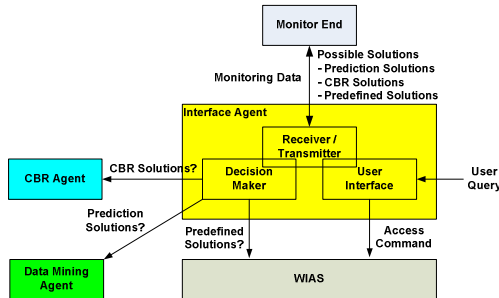 Monitor End
Monitoring Data
Possible Solutions
- Prediction Solutions
- CBR Solutions
- Predefined Solutions
Interface Agent
Receiver /
Transmitter
Decision
Maker
User
Interface
CBR Solutions?
CBR Agent
User
Query
Prediction
Solutions?
Predefined
Solutions?
Access
Command
Data Mining
Agent
WIAS